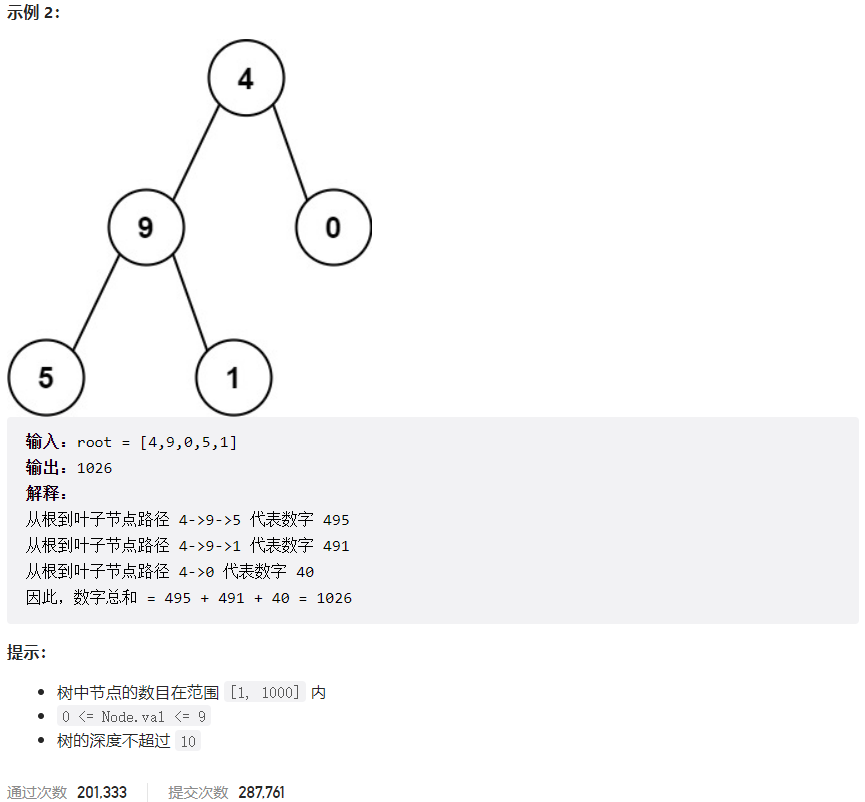 示例 2：
4
9
0
5
1
输入：root = [4,9,0,5,1]
输出：1026
解释：
从根到叶子节点路径 4->9->5 代表数字 495
从根到叶子节点路径 4->9->1 代表数字 491
从根到叶子节点路径 4->0 代表数字 40
因此，数字总和 = 495 + 491 + 40 = 1026
提示：
树中节点的数目在范围 [1, 1000] 内
0 <= Node.val <= 9
树的深度不超过 10
通过次数 201,333 提交次数 287,761